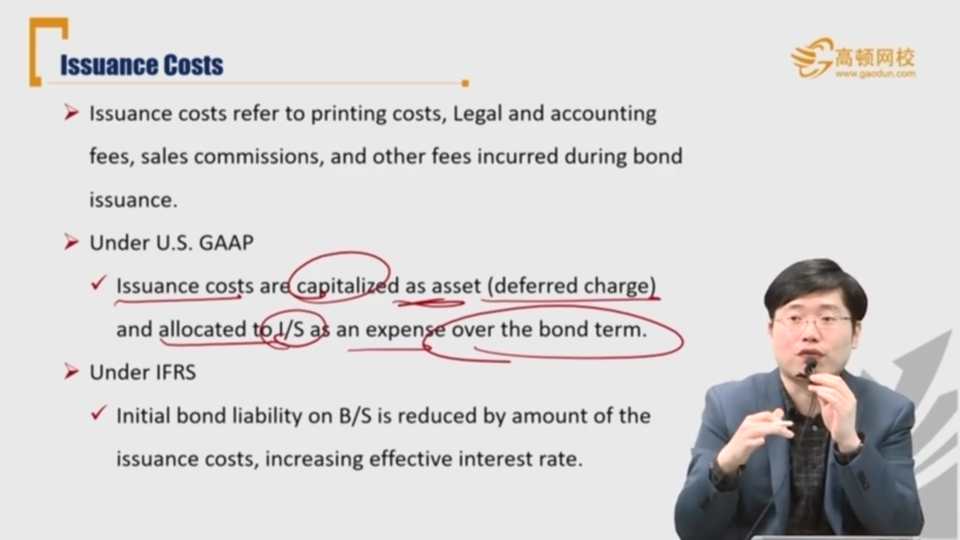 Issuance Costs
高顿网校
www.gaodun.com
Issuance costs refer to printing costs, Legal and accounting
fees, sales commissions, and other fees incurred during bond
issuance.
Under U.S. GAAP
Issuance costs are capitalized as asset (deferred charge)
and allocated to I/S as an expense over the bond term.
Under IFRS
Initial bond liability on B/S is reduced by amount of the
issuance costs, increasing effective interest rate.